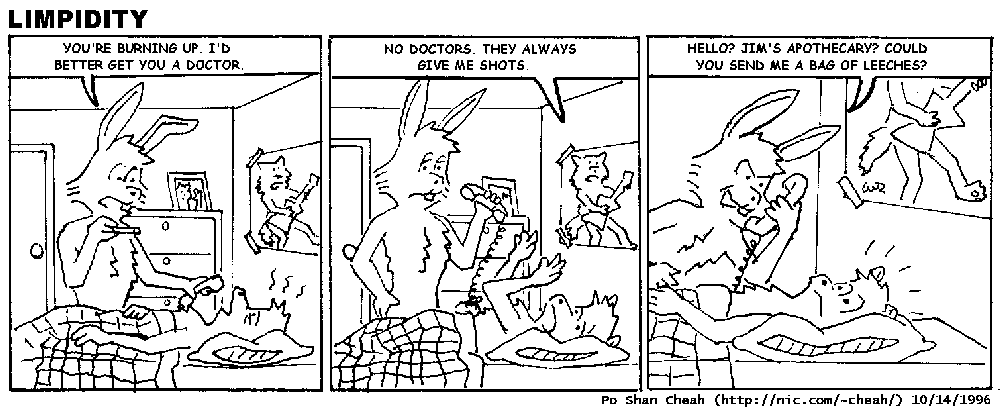 LIMPIDITY
YOU'RE BURNING UP. I'D
BETTER GET YOU A DOCTOR.
NO DOCTORS. THEY ALWAYS
GIVE ME SHOTS.
HELLO? JIM'S APOTHECARY? COULD
YOU SEND ME A BAG OF LEECHES?
Po Shan Cheah (http://nic.com/~cheah/) 10/14/1996